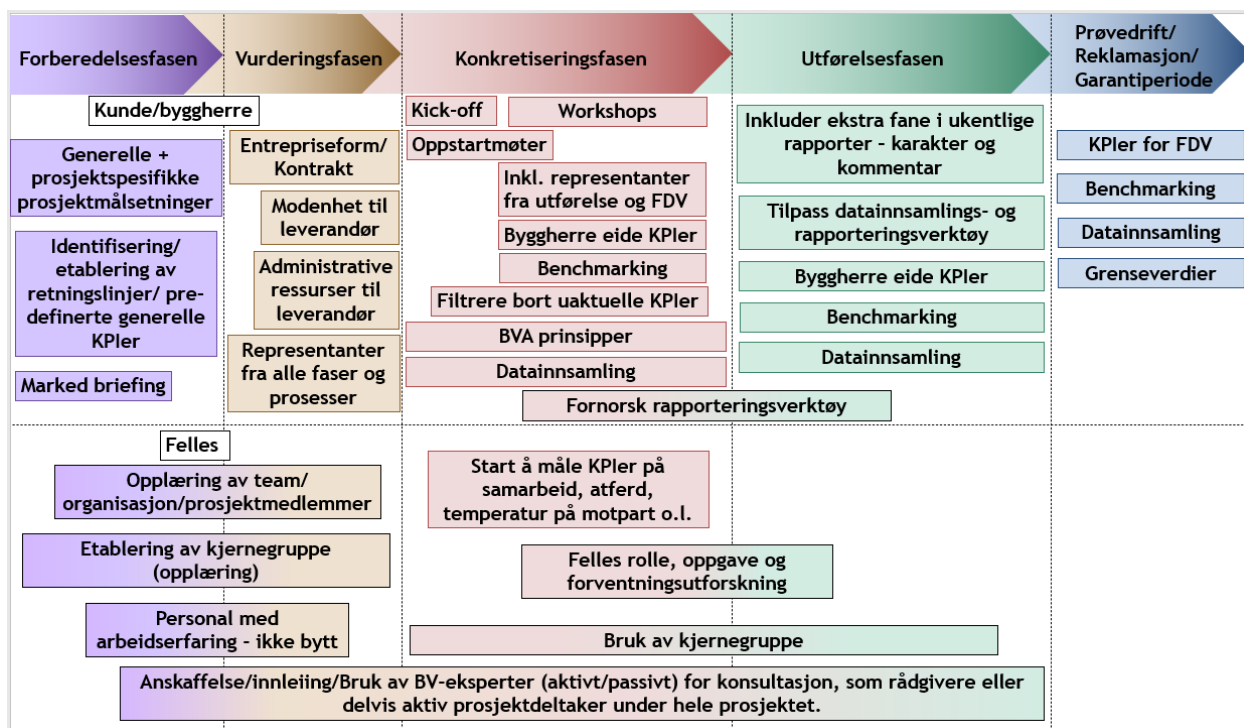 Forberedelsesfasen
Vurderingsfasen
Konkretiseringsfasen
Utførelsesfasen
Prøvedrift/
Reklamasjon/
Garantiperiode
Kunde/byggherre
Generelle +
prosjektspesifikke
prosjektmålsetninger
Identifisering/
etablering av
retningslinjer/ pre-
definerte generelle
KPIer
Marked briefing
Entrepriseform/
Kontrakt
Modenhet til
leverandør
Administrative
ressurser til
leverandør
Representanter
fra alle faser og
prosesser
Kick-off
Workshops
Oppstartmøter
Inkl. representanter
fra utførelse og FDV
Byggherre eide KPIer
Benchmarking
Filtrere bort uaktuelle KPIer
BVA prinsipper
Datainnsamling
Fornorsk rapporteringsverktøy
Inkluder ekstra fane i ukentlige
rapporter – karakter og
kommentar
Tilpass datainnsamlings- og
rapporteringsverktøy
Byggherre eide KPIer
Benchmarking
Datainnsamling
KPIer for FDV
Benchmarking
Datainnsamling
Grenseverdier
Felles
Opplæring av team/
organisasjon/prosjektmedlemmer
Etablering av kjernegruppe
(opplæring)
Personal med
arbeidserfaring – ikke bytt
Start å måle KPIer på
samarbeid, atferd,
temperatur på motpart o.l.
Felles rolle, oppgave og
forventningsutforskning
Bruk av kjernegruppe
Anskaffelse/innleiing/Bruk av BV-eksperter (aktivt/passivt) for konsultasjon, som rådgivere eller
delvis aktiv prosjektdeltaker under hele prosjektet.